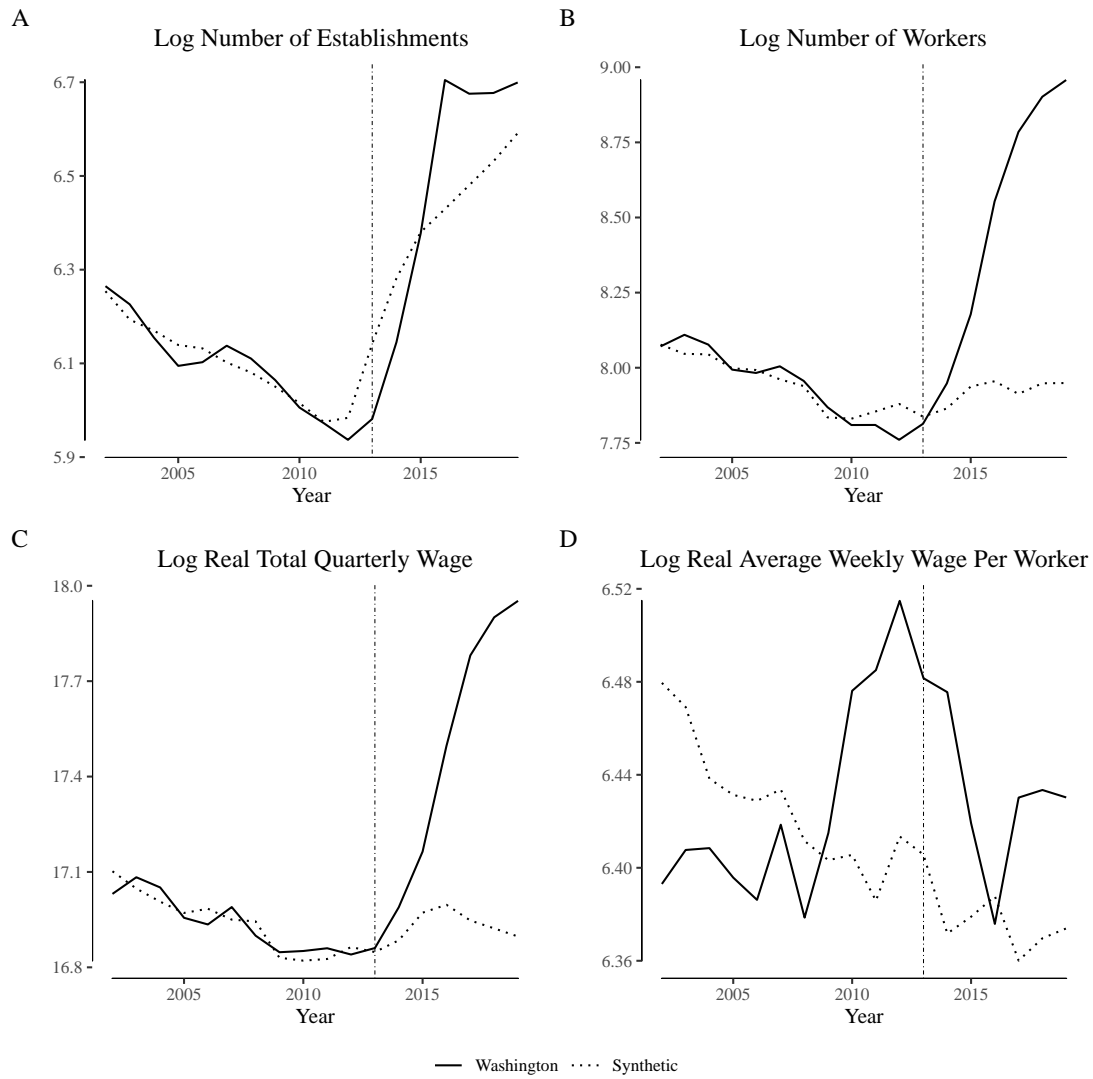 A
Log Number of Establishments
6.7
6.5
6.3
6.1
5.9
2005 2010 2015
Year
B
Log Number of Workers
9.00
8.75
8.50
8.25
8.00
7.75
2005 2010 2015
Year
C
Log Real Total Quarterly Wage
18.0
17.7
17.4
17.1
16.8
2005 2010 2015
Year
D
Log Real Average Weekly Wage Per Worker
6.52
6.48
6.44
6.40
6.36
2005 2010 2015
Year
Washington Synthetic